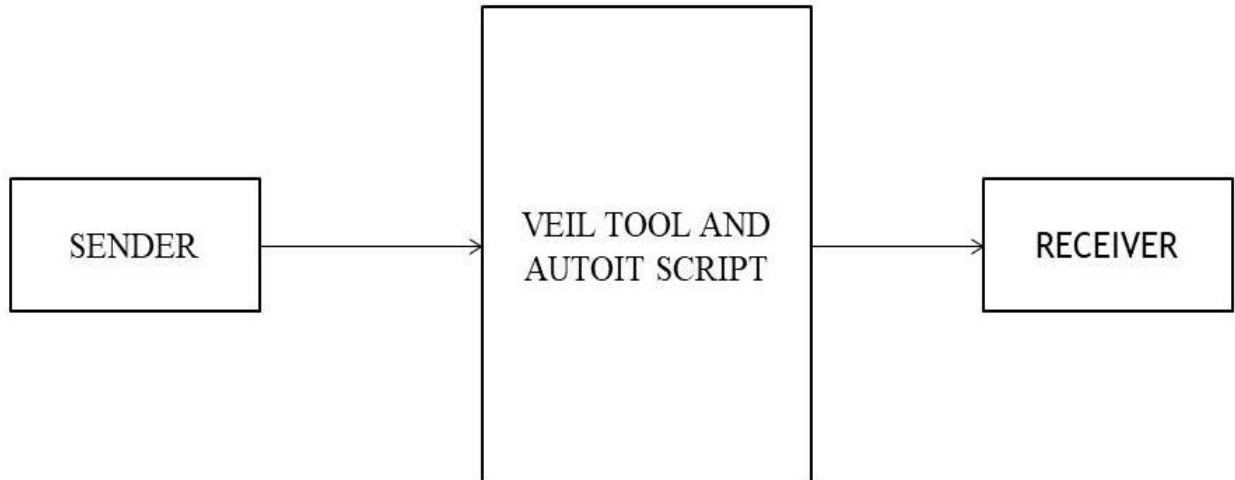 SENDER
VEIL TOOL AND
AUTOIT SCRIPT
RECEIVER